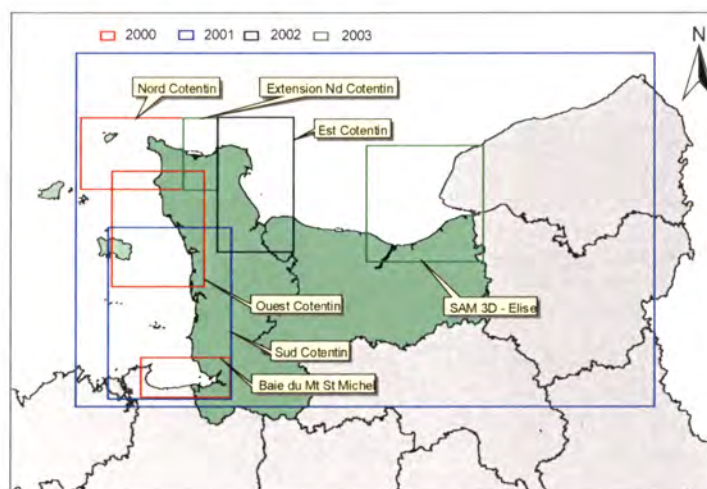 2000 2001 2002 2003
N
Nord Cotentin
Extension Nd Cotentin
Est Cotentin
Ouest Cotentin
SAM 3D - Elise
Sud Cotentin
Baie du Mt St Michel